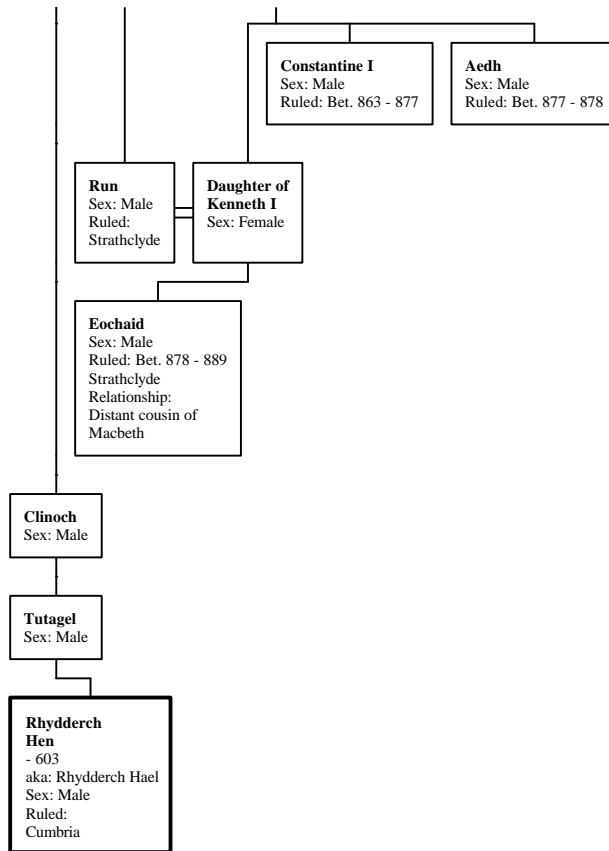 Constantine I
Sex: Male
Ruled: Bet. 863 - 877
Aedh
Sex: Male
Ruled: Bet. 877 - 878
Run
Sex: Male
Ruled:
Strathclyde
Daughter of
Kenneth I
Sex: Female
Eochaid
Sex: Male
Ruled: Bet. 878 - 889
Strathclyde
Relationship:
Distant cousin of
Macbeth
Clinoch
Sex: Male
Tutagel
Sex: Male
Rhydderch
Hen
- 603
aka: Rhydderch Hael
Sex: Male
Ruled:
Cumbria